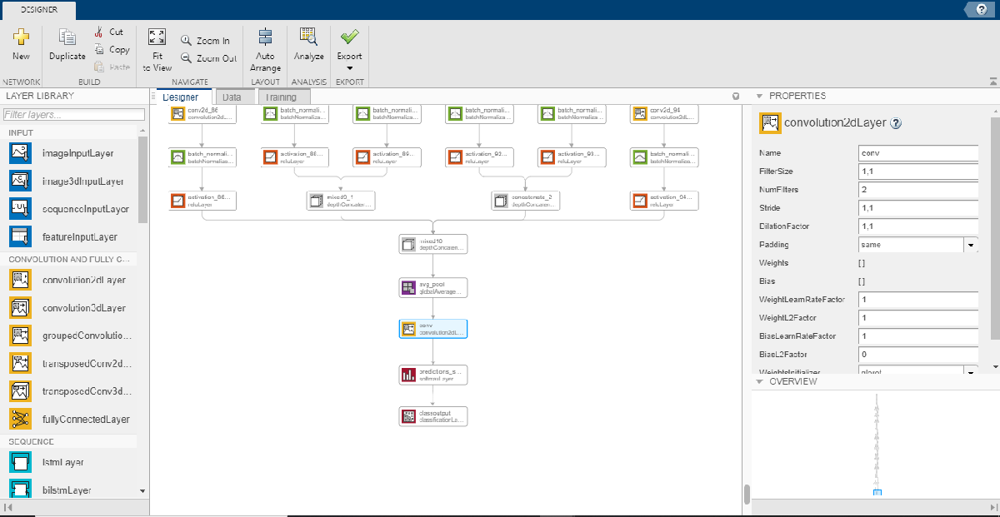 DESIGNER
?
New
Duplicate
Cut
Copy
Paste
Fit
to View
Zoom In
Zoom Out
Auto
Arrange
Analyze
Export
NETWORK
BUILD
NAVIGATE
LAYOUT
ANALYSIS
EXPORT
LAYER LIBRARY
Filter layers...
INPUT
imageInputLayer
image3dInputLayer
sequenceInputLayer
featureInputLayer
CONVOLUTION AND FULLY C...
convolution2dLayer
convolution3dLayer
groupedConvolutio...
transposedConv2d...
transposedConv3d...
fullyConnectedLayer
SEQUENCE
lstmLayer
bilstmLayer
Designer
Data
Training
conv2d_86
convolution2dL...
batch_normali...
batchNormaliza...
batch_normali...
batchNormaliza...
batch_normali...
batchNormaliza...
batch_normali...
batchNormaliza...
conv2d_94
convolution2dL...
batch_normali...
batchNormaliza...
activation_88...
reluLayer
activation_89...
reluLayer
activation_92...
reluLayer
activation_93...
reluLayer
batch_normali...
batchNormaliza...
activation_86...
reluLayer
mixed9_1
depthConcaten...
concatenate_2
depthConcaten...
activation_94...
reluLayer
mixed10
depthConcaten...
avg_pool
globalAverage...
conv
convolution2dL...
predictions_s...
softmaxLayer
classoutput
classificationLa...
PROPERTIES
convolution2dLayer ?
Name conv
FilterSize 1,1
NumFilters 2
Stride 1,1
DilationFactor 1,1
Padding same
Weights []
Bias []
WeightLearnRateFactor 1
WeightL2Factor 1
BiasLearnRateFactor 1
BiasL2Factor 0
WeightsInitializer glorot
OVERVIEW